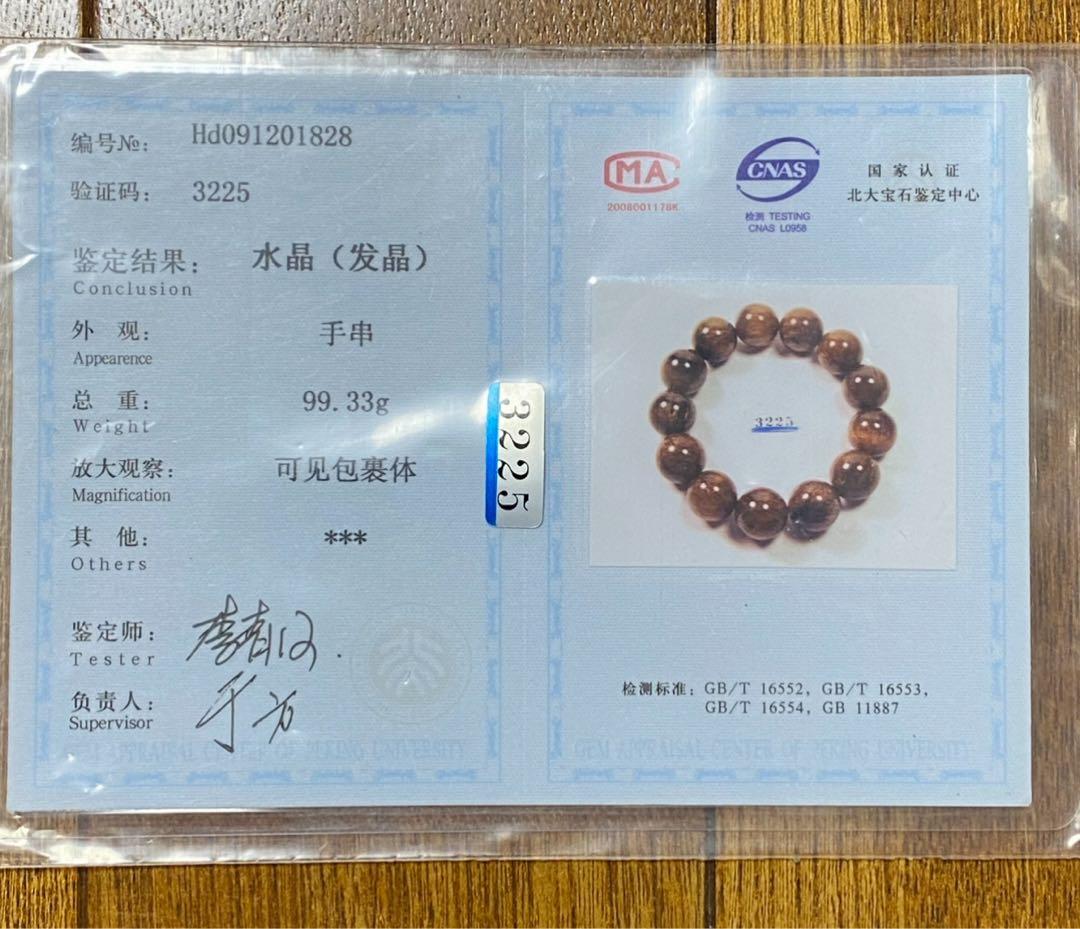 编号№: Hd091201828
验证码: 3225
鉴定结果: 水晶（发晶）
Conclusion
外 观: 手串
Appearence
总 重: 99.33g
Weight
放大观察: 可见包裹体
Magnification
其 他: ***
Others
鉴定师:
Tester
负责人: 于方
Supervisor
GEM APPRAISAL CENTER OF PEKING UNIVERSITY
3225
MA
2008001178K
CNAS
检测 TESTING
CNAS L0958
国家认证
北大宝石鉴定中心
3225
检测标准: GB/T 16552, GB/T 16553,
GB/T 16554, GB 11887
GEM APPRAISAL CENTER OF PEKING UNIVERSITY